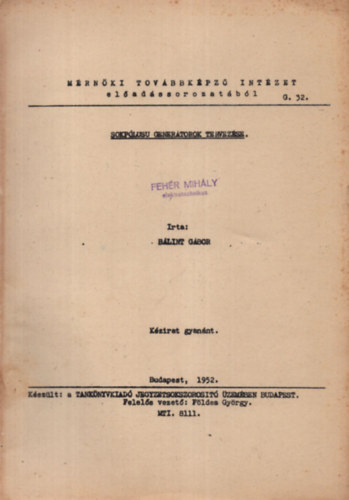 MÉRNÖKI TOVÁBBKÉPZŐ INTÉZET
előadássorozatából
G. 32.
SOKPÓLUSU GENERÁTOROK TERVEZÉSE.
FEHÉR MIHÁLY
Irta:
BÁLINT GÁBOR
Kézirat gyanánt.
Budapest, 1952.
Készült: a TANKÖNYVKIADÓ JEGYZETSOKSZOROSITÓ ÜZEMÉBEN BUDAPEST.
Felelős vezető: Földes György.
MTI. 8111.